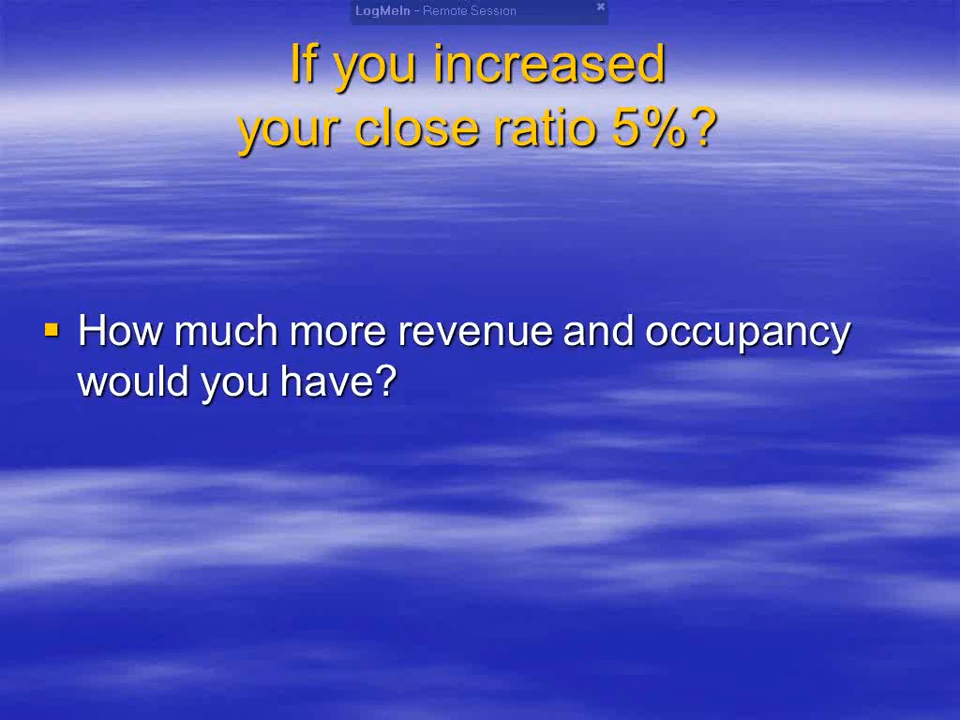 LogMeIn - Remote Session
If you increased
your close ratio 5%?
▪ How much more revenue and occupancy
would you have?